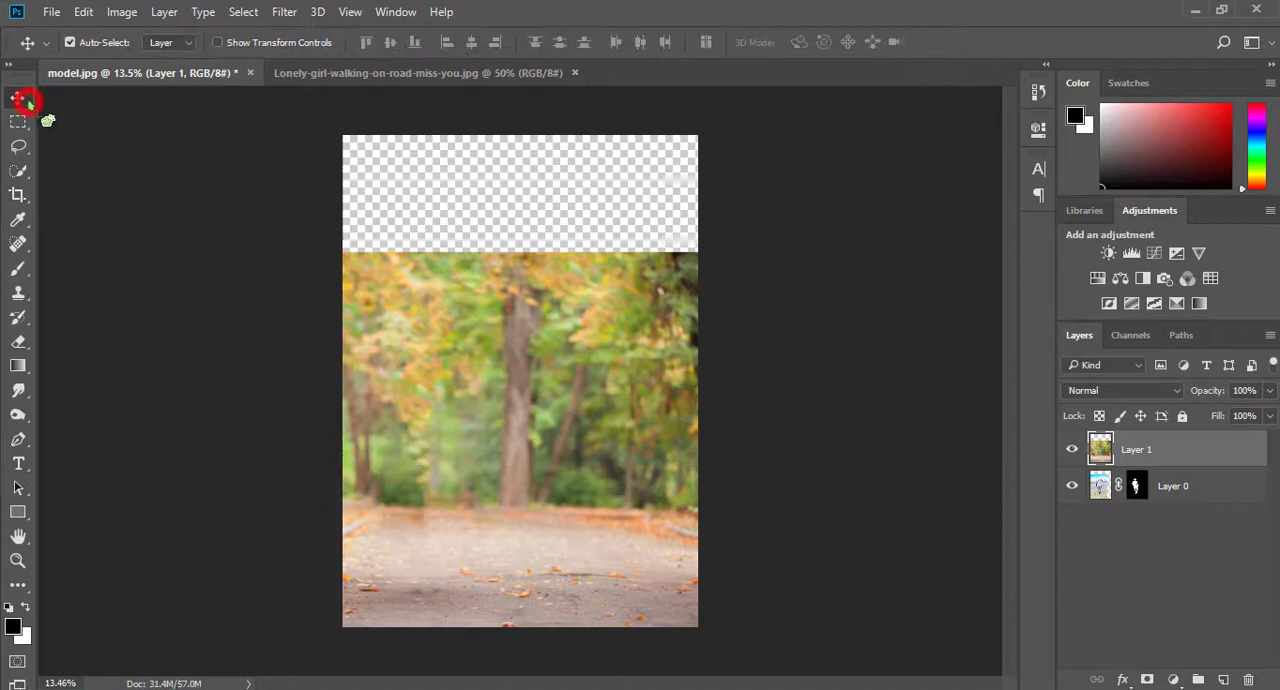 Ps File Edit Image Layer Type Select Filter 3D View Window Help
Auto-Select: Layer Show Transform Controls 3D Mode:
model.jpg @ 13.5% (Layer 1, RGB/8#) * × Lonely-girl-walking-on-road-miss-you.jpg @ 50% (RGB/8#) ×
Color Swatches
Libraries Adjustments
Add an adjustment
Layers Channels Paths
Kind
Normal Opacity: 100%
Lock: Fill: 100%
Layer 1
Layer 0
13.46% Doc: 31.4M/57.0M